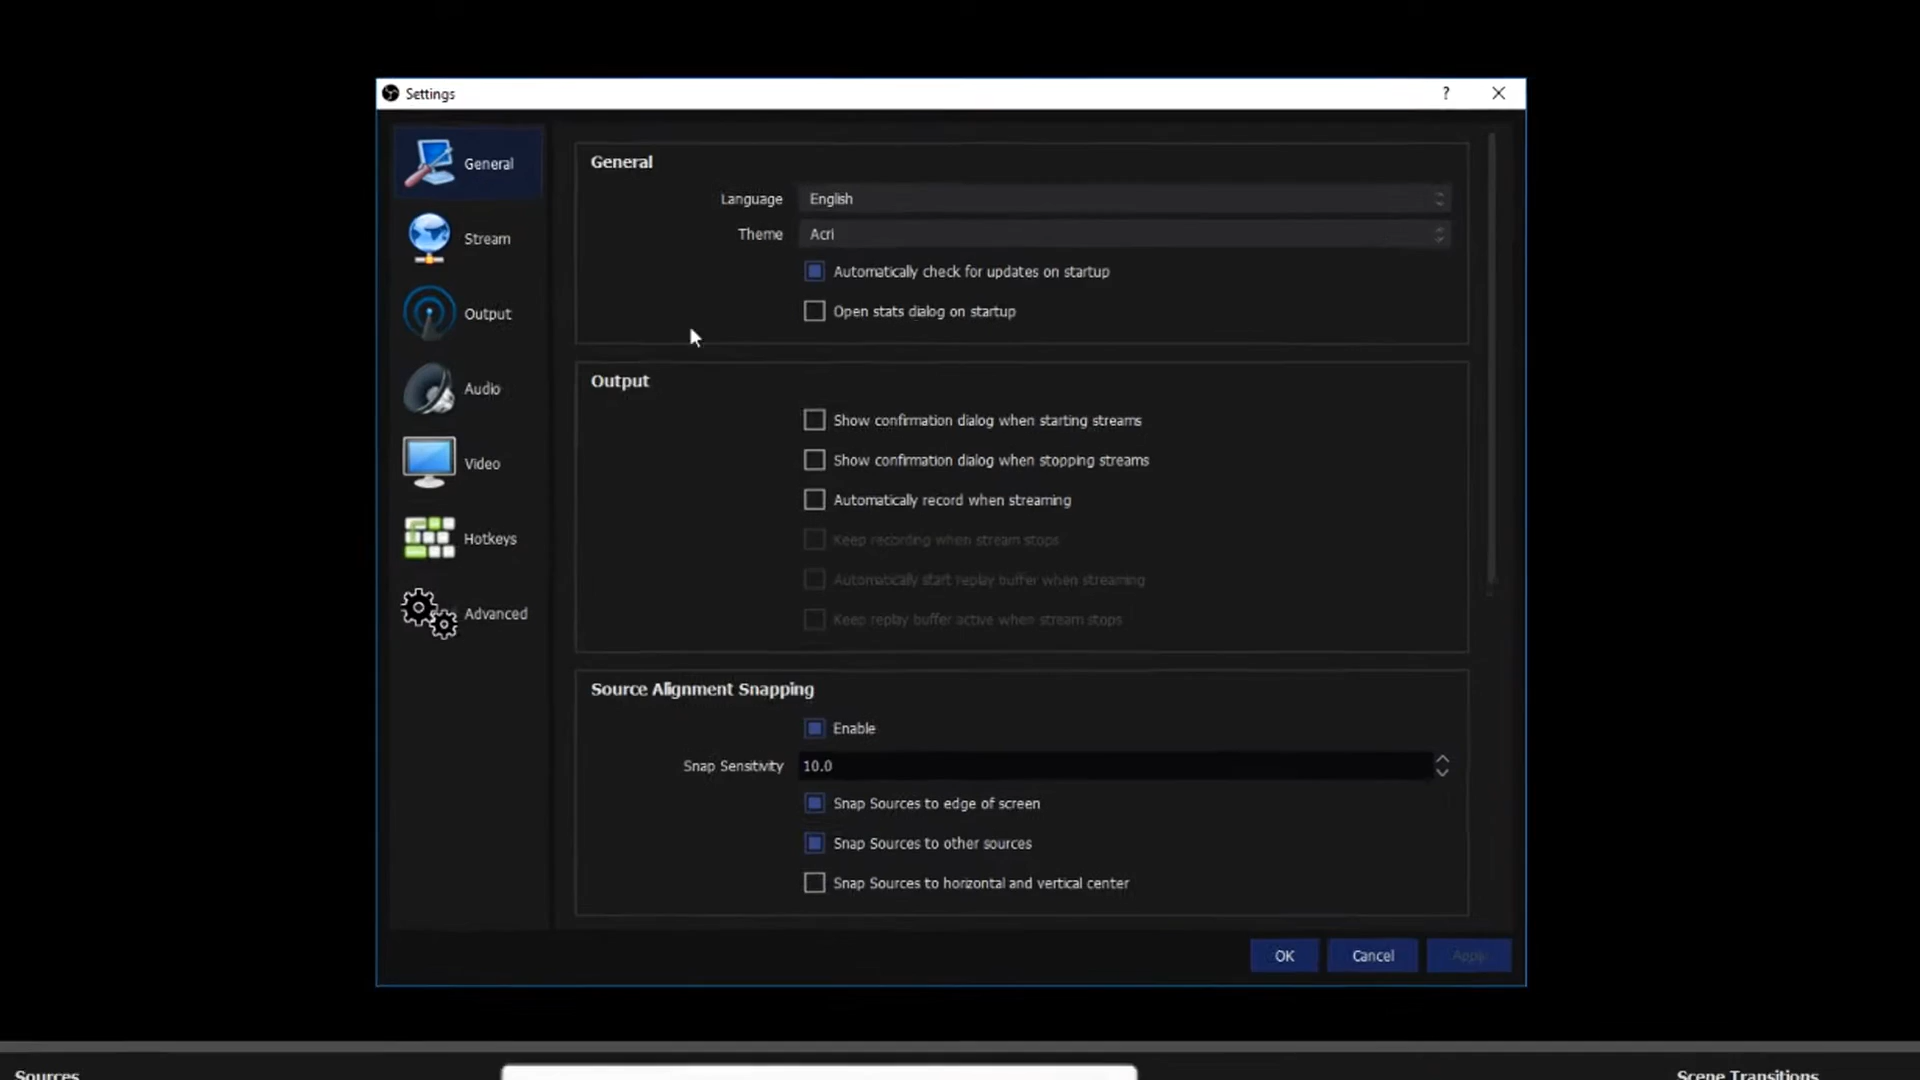 Settings
?
General
Stream
Output
Audio
Video
Hotkeys
Advanced
General
Language English
Theme Acri
Automatically check for updates on startup
Open stats dialog on startup
Output
Show confirmation dialog when starting streams
Show confirmation dialog when stopping streams
Automatically record when streaming
Keep recording when stream stops
Automatically start replay buffer when streaming
Keep replay buffer active when stream stops
Source Alignment Snapping
Enable
Snap Sensitivity 10.0
Snap Sources to edge of screen
Snap Sources to other sources
Snap Sources to horizontal and vertical center
OK Cancel Apply
Sources Scene Transitions